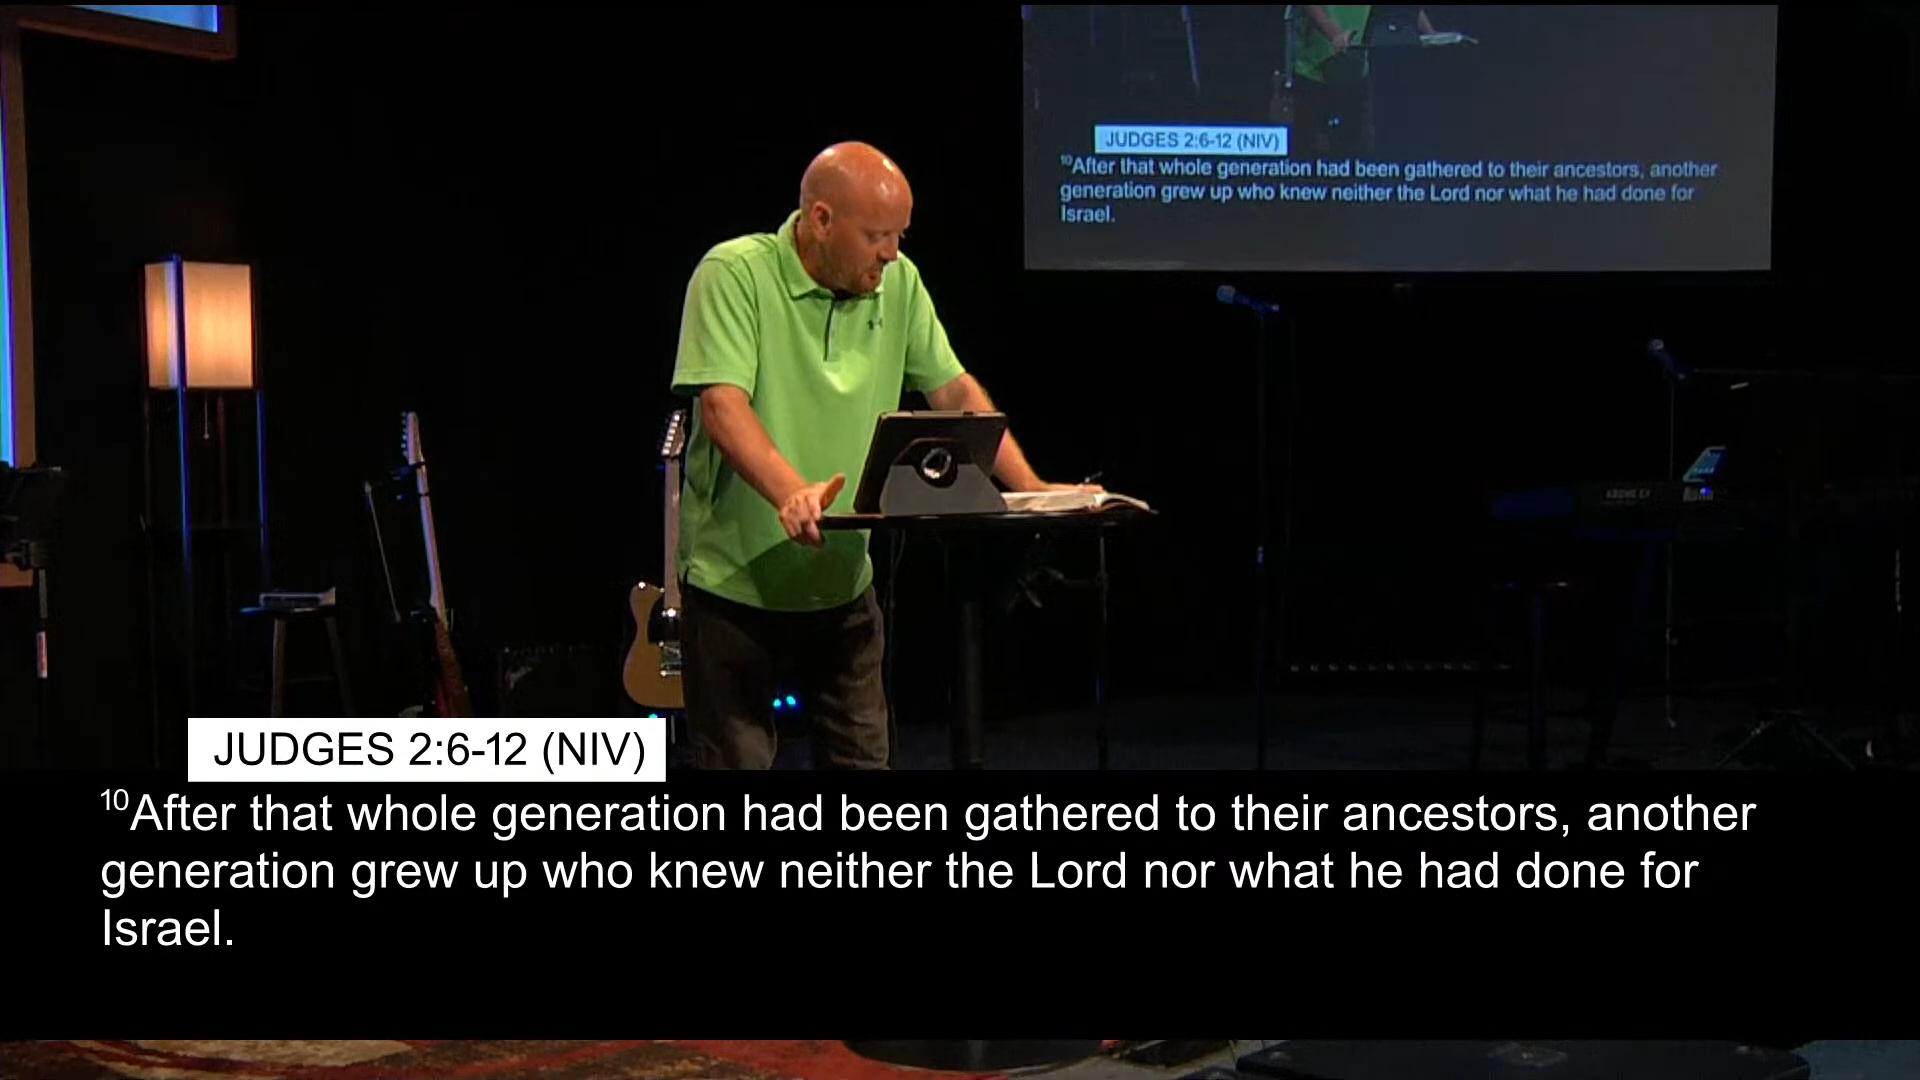 JUDGES 2:6-12 (NIV)
¹⁰After that whole generation had been gathered to their ancestors, another
generation grew up who knew neither the Lord nor what he had done for
Israel.
JUDGES 2:6-12 (NIV)
¹⁰After that whole generation had been gathered to their ancestors, another
generation grew up who knew neither the Lord nor what he had done for
Israel.